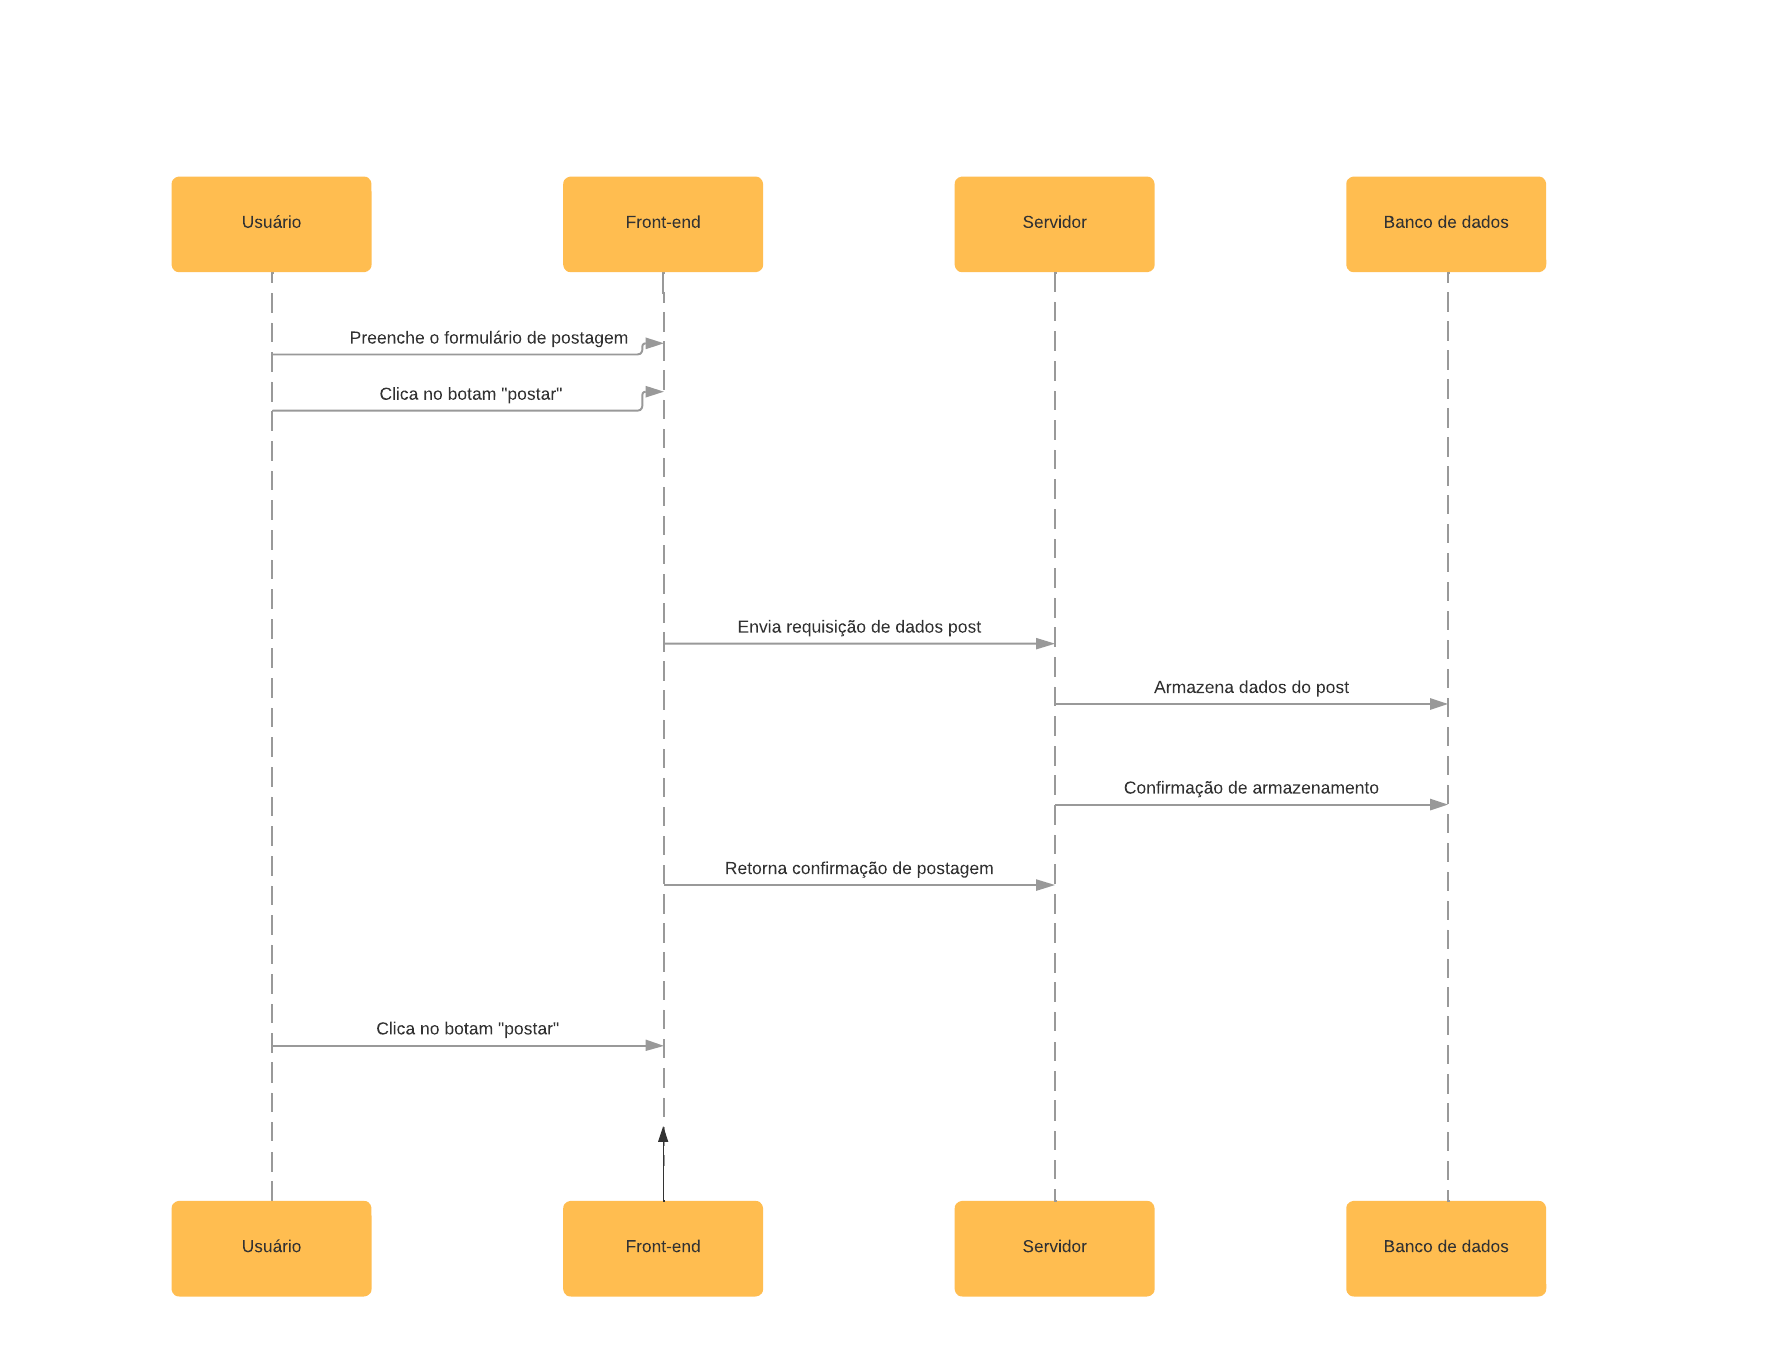 Usuário
Front-end
Servidor
Banco de dados
Preenche o formulário de postagem
Clica no botam "postar"
Envia requisição de dados post
Armazena dados do post
Confirmação de armazenamento
Retorna confirmação de postagem
Clica no botam "postar"
Usuário
Front-end
Servidor
Banco de dados